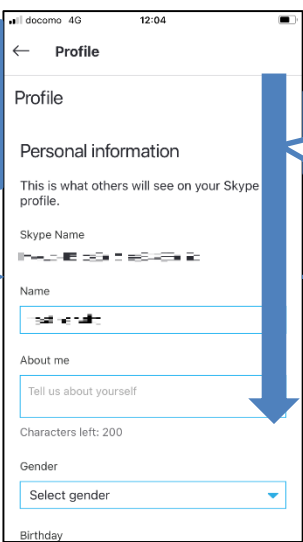 docomo 4G 12:04
← Profile
Profile
Personal information
This is what others will see on your Skype
profile.
Skype Name
Name
About me
Tell us about yourself
Characters left: 200
Gender
Select gender
Birthday